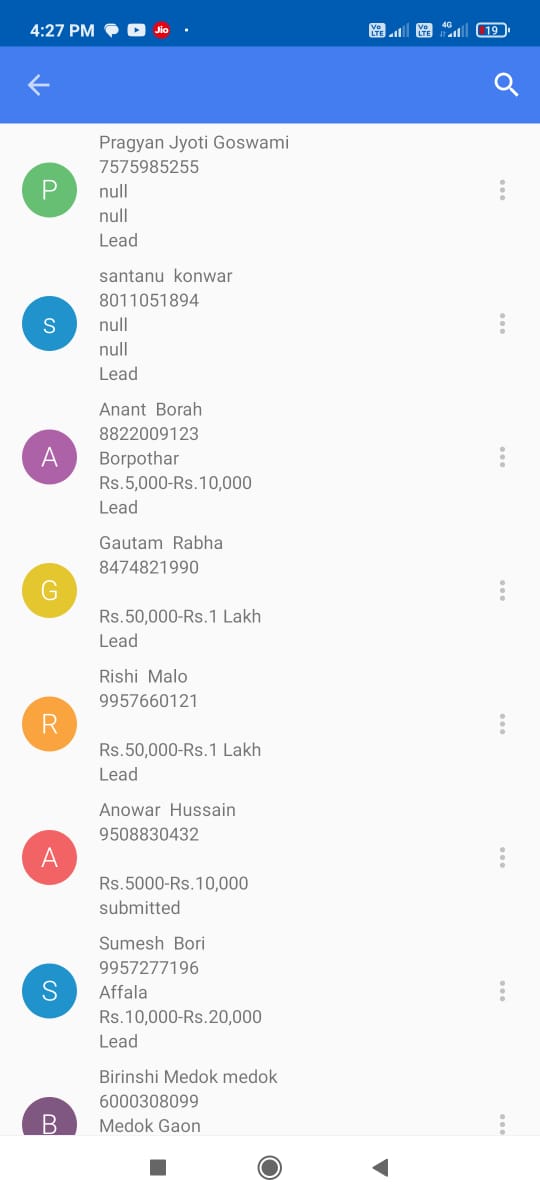 4:27 PM Jio Vo LTE Vo LTE 4G 19
Pragyan Jyoti Goswami
7575985255
P
null
null
Lead
santanu konwar
8011051894
s
null
null
Lead
Anant Borah
8822009123
A
Borpothar
Rs.5,000-Rs.10,000
Lead
Gautam Rabha
8474821990
G
Rs.50,000-Rs.1 Lakh
Lead
Rishi Malo
9957660121
R
Rs.50,000-Rs.1 Lakh
Lead
Anowar Hussain
9508830432
A
Rs.5000-Rs.10,000
submitted
Sumesh Bori
9957277196
S
Affala
Rs.10,000-Rs.20,000
Lead
Birinshi Medok medok
6000308099
B
Medok Gaon